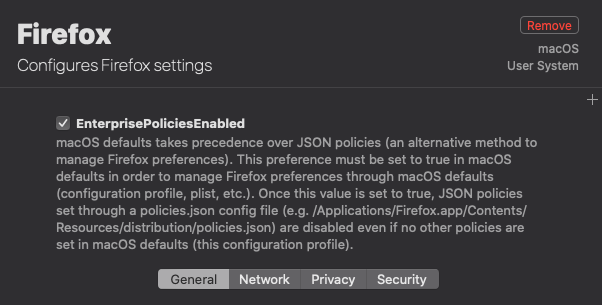 Firefox
Remove
Configures Firefox settings
macOS
User System
EnterprisePoliciesEnabled
macOS defaults takes precedence over JSON policies (an alternative method to
manage Firefox preferences). This preference must be set to true in macOS
defaults in order to manage Firefox preferences through macOS defaults
(configuration profile, plist, etc.). Once this value is set to true, JSON policies
set through a policies.json config file (e.g. /Applications/Firefox.app/Contents/
Resources/distribution/policies.json) are disabled even if no other policies are
set in macOS defaults (this configuration profile).
General Network Privacy Security